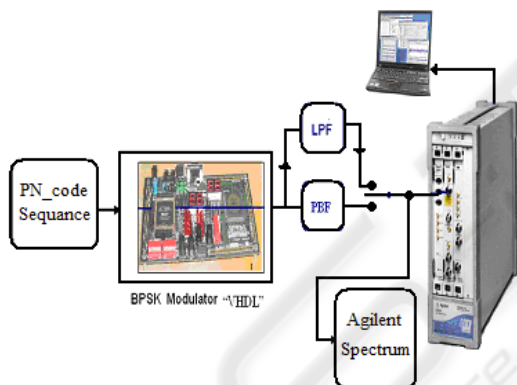 PN_code
Sequance
BPSK Modulator "VHDL"
LPF
PBF
Agilent
Spectrum